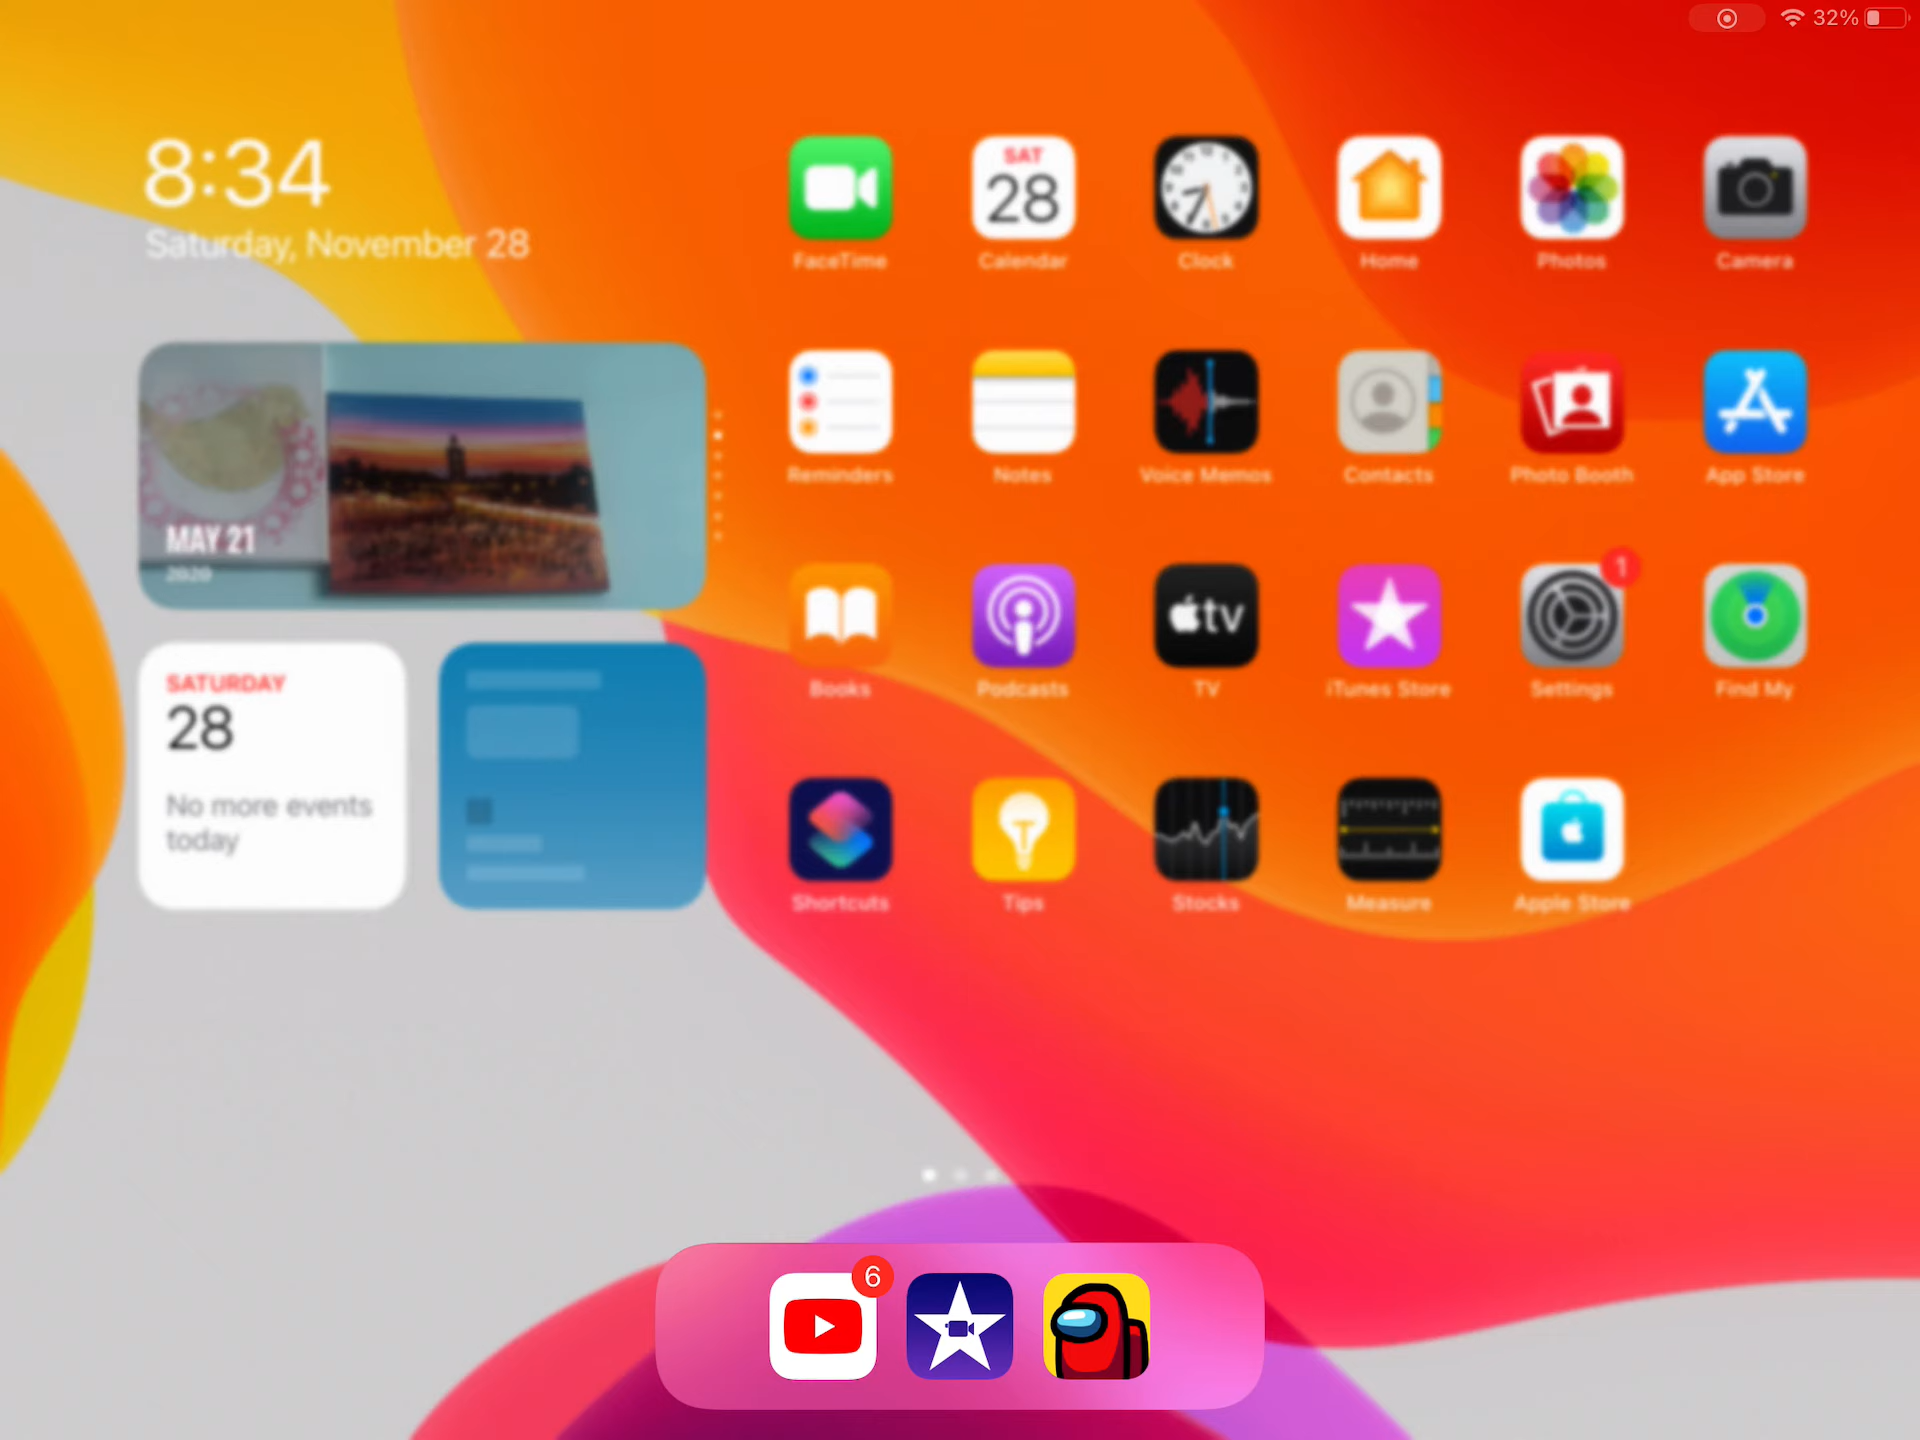 32%
8:34
Saturday, November 28
MAY 21
2020
SATURDAY
28
No more events
today
SAT
28
FaceTime
Calendar
Clock
Home
Photos
Camera
Reminders
Notes
Voice Memos
Contacts
Photo Booth
App Store
tv
1
Books
Podcasts
TV
iTunes Store
Settings
Find My
Shortcuts
Tips
Stocks
Measure
Apple Store
6